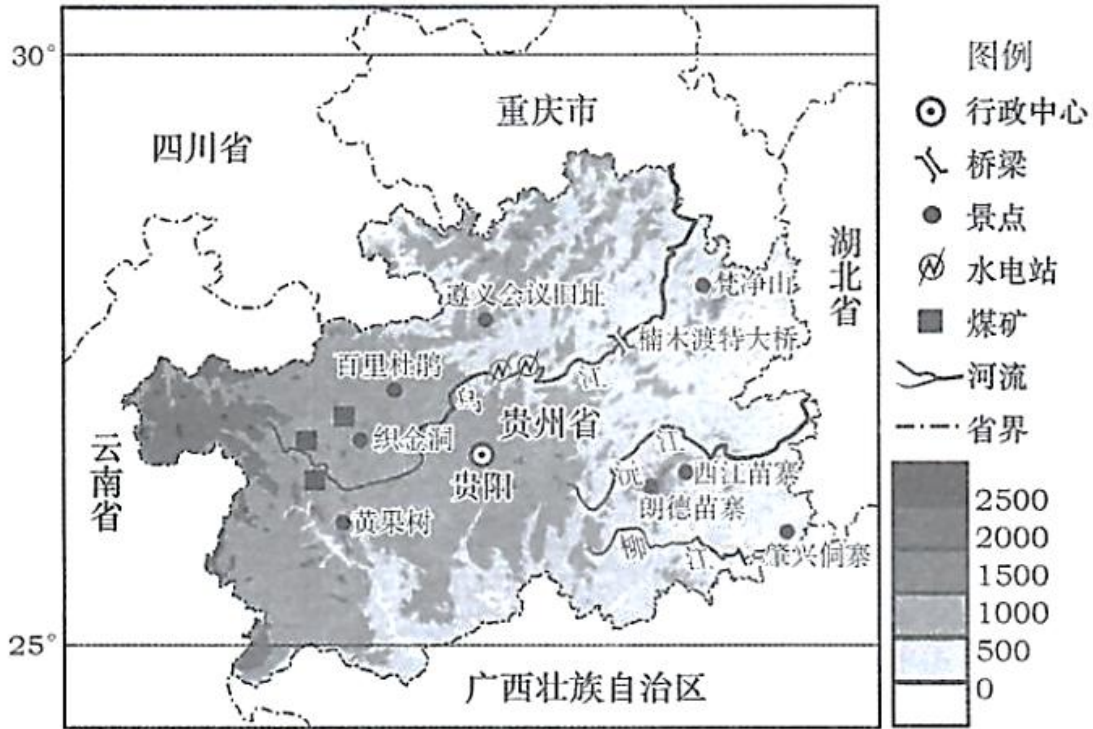 30°
重庆市
四川省
湖北省
梵净山
遵义会议旧址
楠木渡特大桥
百里杜鹃
乌
江
贵州省
织金洞
云南省
贵阳
沅
江
西江苗寨
朗德苗寨
黄果树
柳
江
肇兴侗寨
25°
广西壮族自治区
图例
行政中心
桥梁
景点
水电站
煤矿
河流
省界
2500
2000
1500
1000
500
0